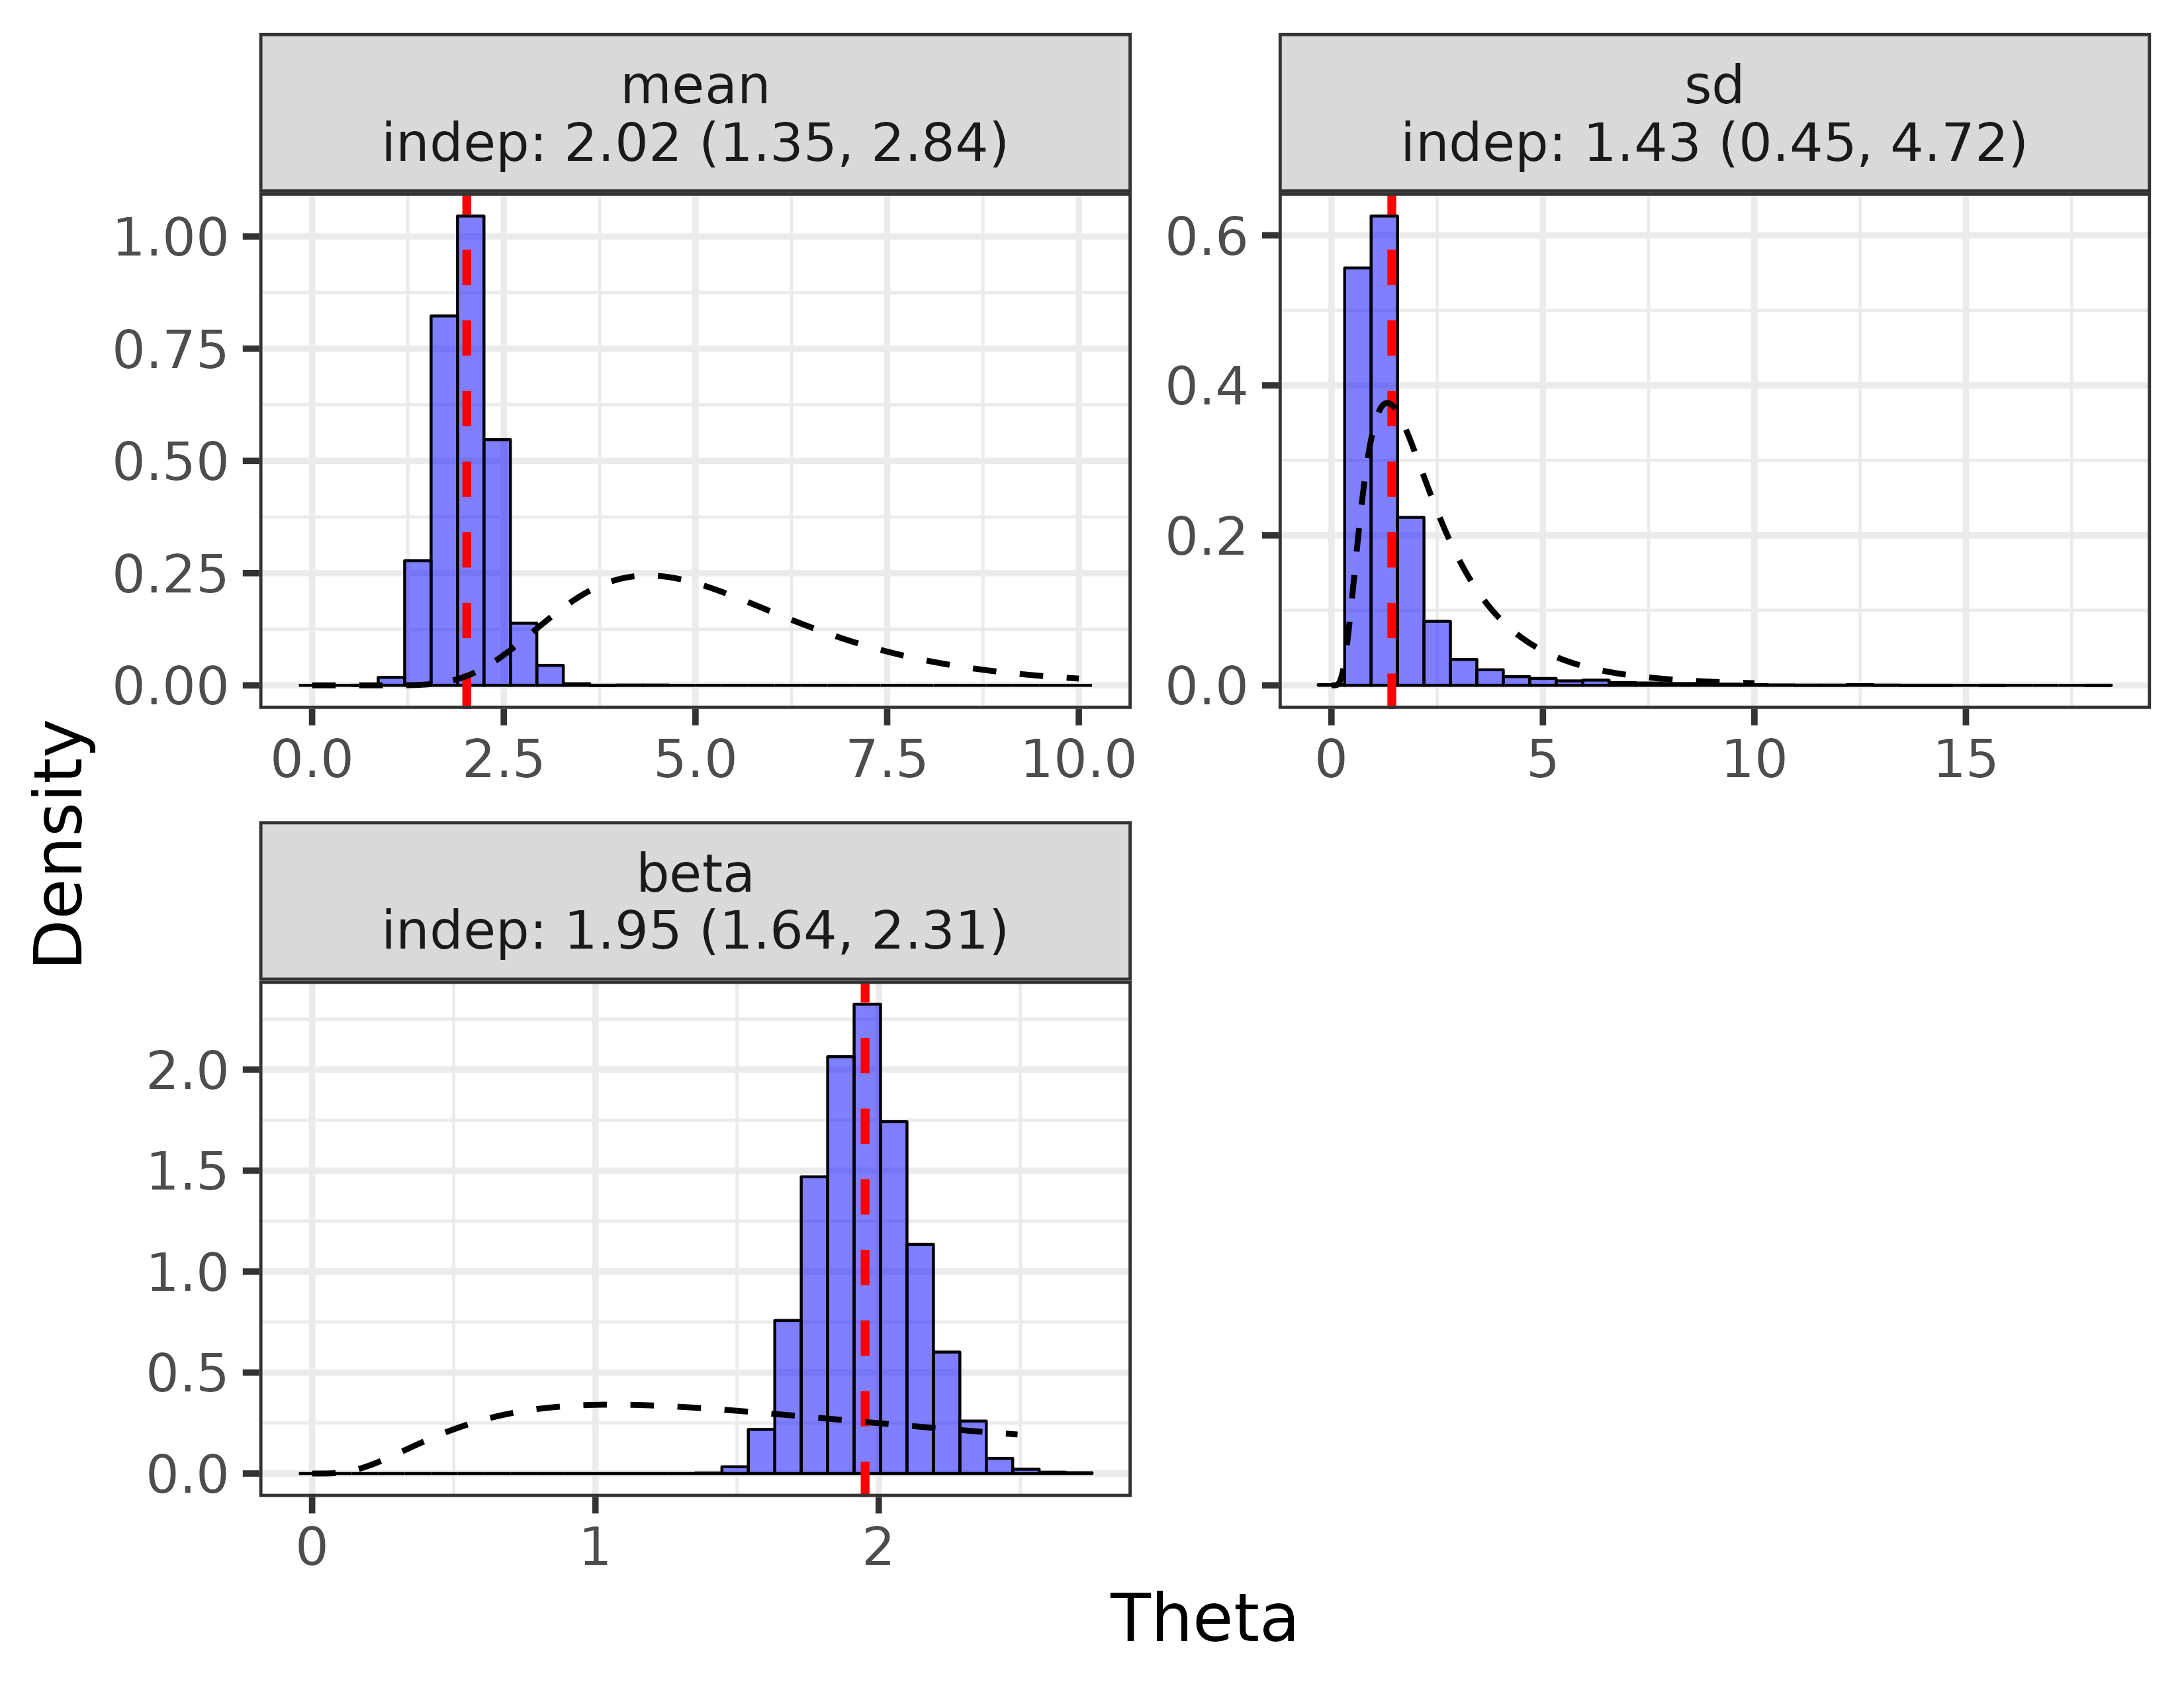 mean
indep: 2.02 (1.35, 2.84)
sd
indep: 1.43 (0.45, 4.72)
1.00
0.75
0.50
0.25
0.00
0.0 2.5 5.0 7.5 10.0
0.6
0.4
0.2
0.0
0 5 10 15
beta
indep: 1.95 (1.64, 2.31)
2.0
1.5
1.0
0.5
0.0
0 1 2
Density
Theta